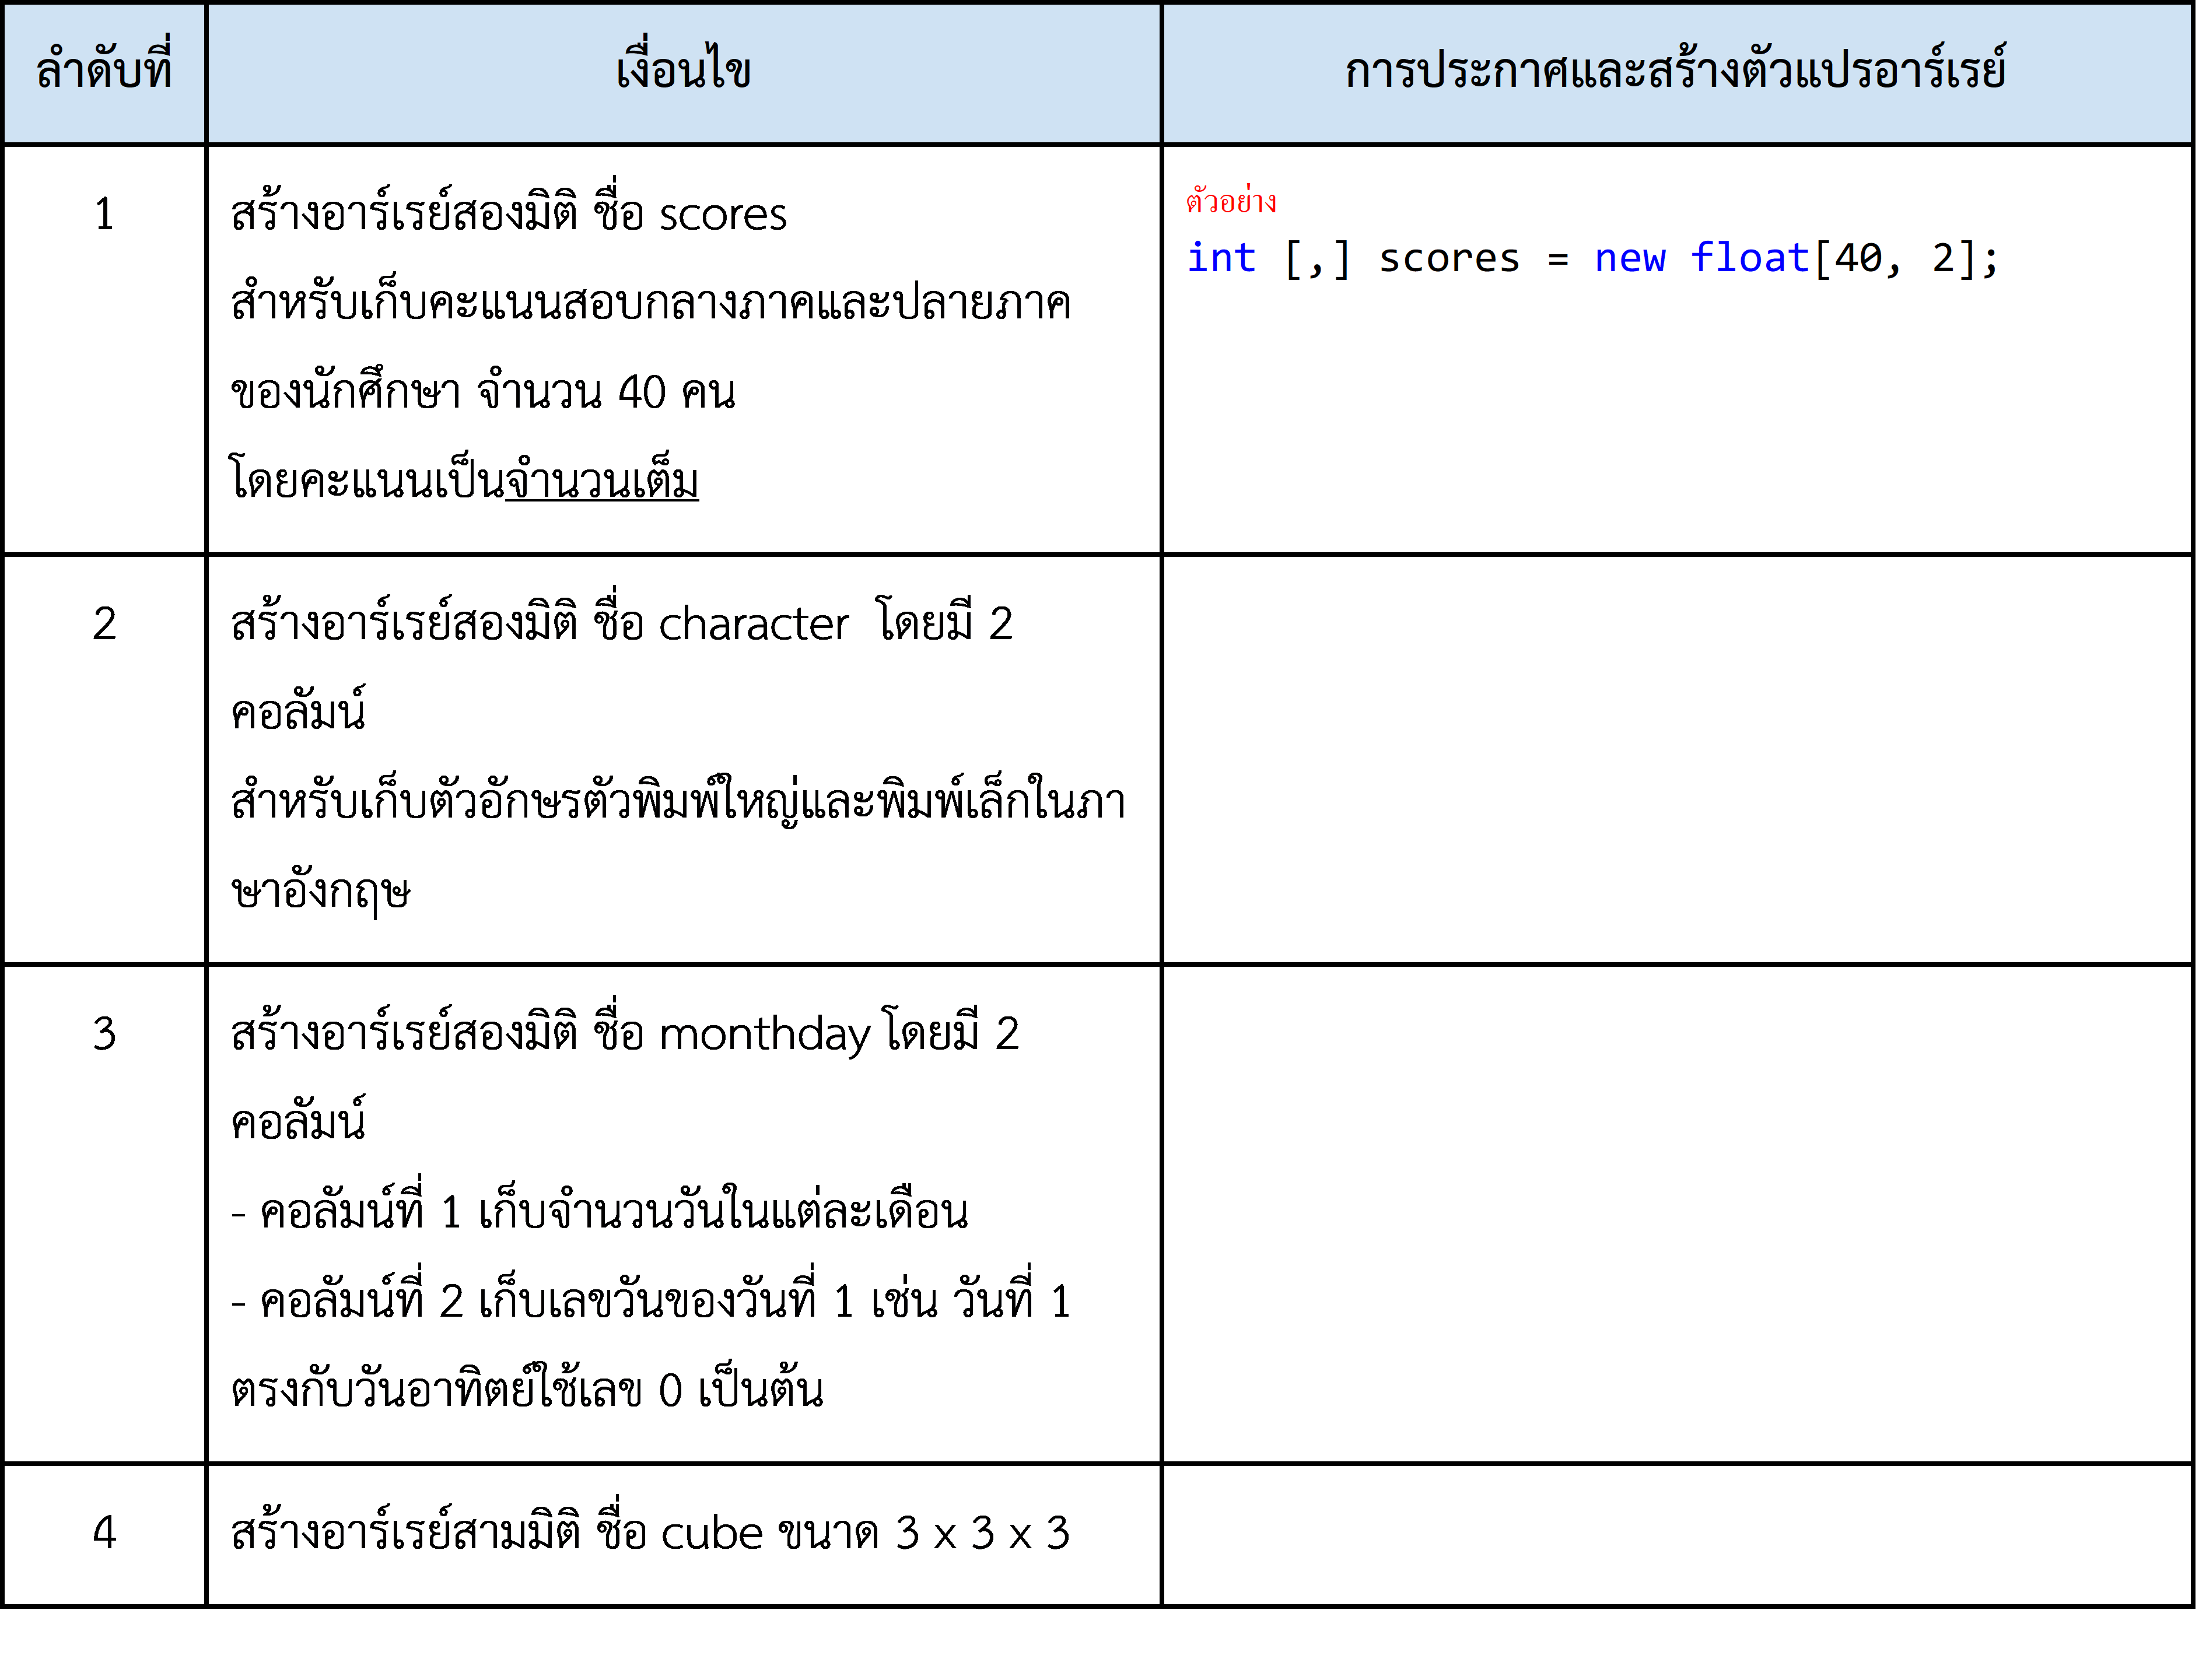 ลำดับที่ เงื่อนไข การประกาศและสร้างตัวแปรอาร์เรย์
1
สร้างอาร์เรย์สองมิติ ชื่อ scores
สำหรับเก็บคะแนนสอบกลางภาคและปลายภาค
ของนักศึกษา จำนวน 40 คน
โดยคะแนนเป็นจำนวนเต็ม
ตัวอย่าง
int [,] scores = new float[40, 2];
2
สร้างอาร์เรย์สองมิติ ชื่อ character โดยมี 2
คอลัมน์
สำหรับเก็บตัวอักษรตัวพิมพ์ใหญ่และพิมพ์เล็กในภา
ษาอังกฤษ
3
สร้างอาร์เรย์สองมิติ ชื่อ monthday โดยมี 2
คอลัมน์
- คอลัมน์ที่ 1 เก็บจำนวนวันในแต่ละเดือน
- คอลัมน์ที่ 2 เก็บเลขวันของวันที่ 1 เช่น วันที่ 1
ตรงกับวันอาทิตย์ใช้เลข 0 เป็นต้น
4
สร้างอาร์เรย์สามมิติ ชื่อ cube ขนาด 3 x 3 x 3